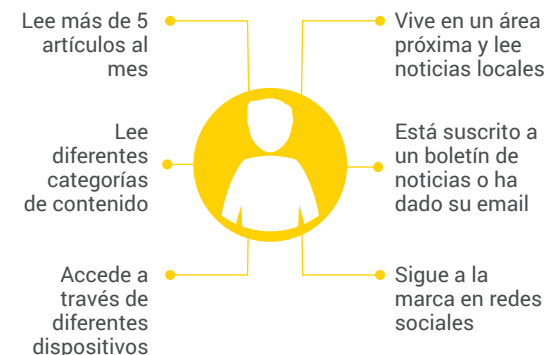 Lee más de 5
artículos al
mes
Vive en un área
próxima y lee
noticias locales
Lee
diferentes
categorías
de contenido
Está suscrito a
un boletín de
noticias o ha
dado su email
Accede a
través de
diferentes
dispositivos
Sigue a la
marca en redes
sociales